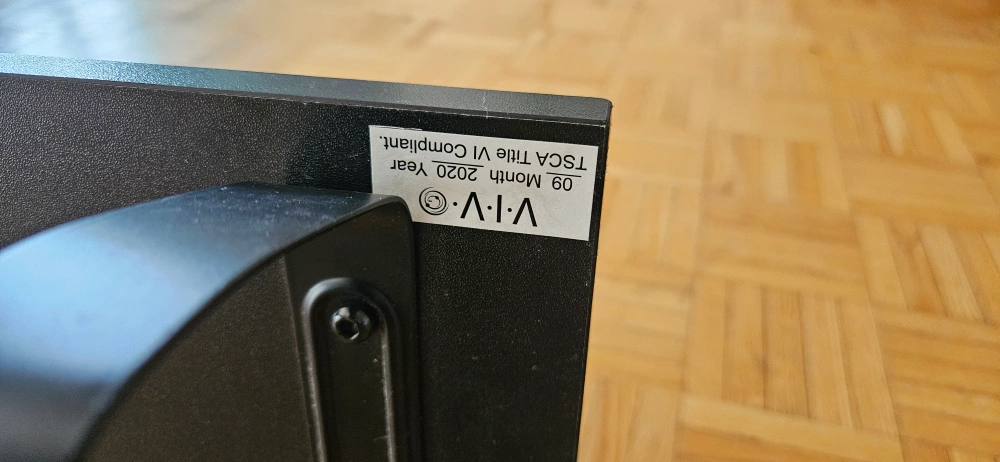 V·I·V·O
09 Month 2020 Year
TSCA Title VI Compliant.